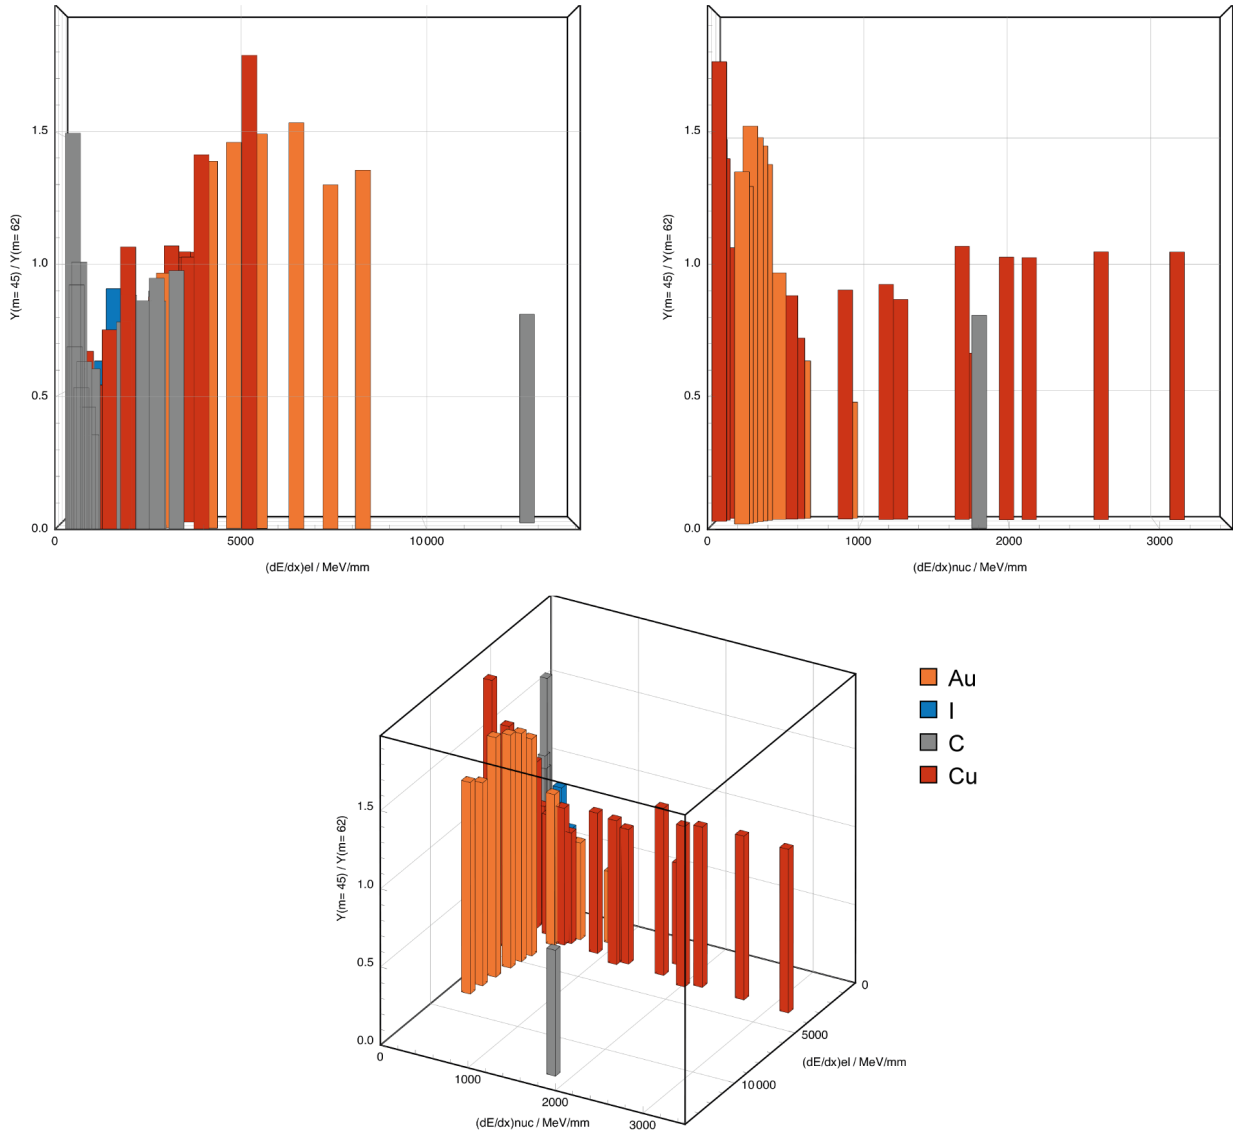 1.5
1.0
0.5
0.0
Y(m= 45) / Y(m= 62)
0
5000
10000
(dE/dx)el / MeV/mm
1.5
1.0
0.5
0.0
Y(m= 45) / Y(m= 62)
0
1000
2000
3000
(dE/dx)nuc / MeV/mm
1.5
1.0
0.5
0.0
Y(m= 45) / Y(m= 62)
0
1000
2000
3000
(dE/dx)nuc / MeV/mm
0
5000
10000
(dE/dx)el / MeV/mm
Au
I
C
Cu